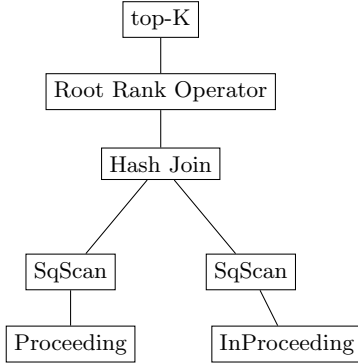 top-K
Root Rank Operator
Hash Join
SqScan
SqScan
Proceeding
InProceeding